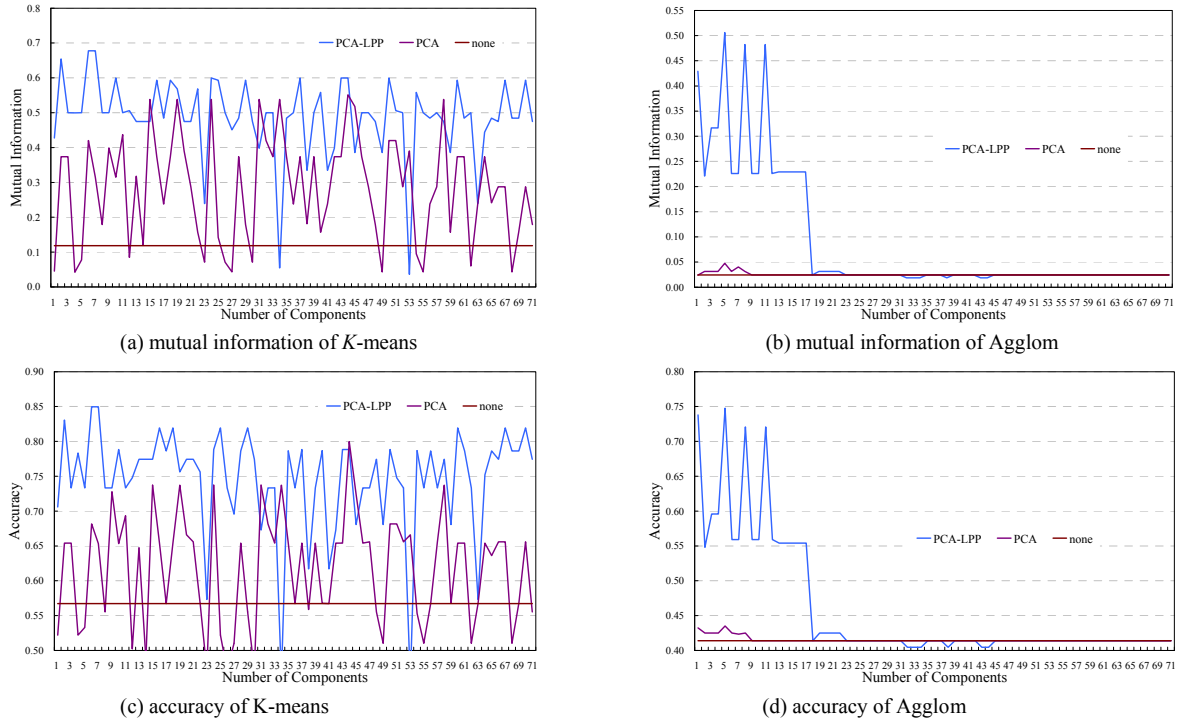 0.8
0.7
0.6
0.5
0.4
0.3
0.2
0.1
0.0
Mutual Information
PCA-LPP PCA none
1 3 5 7 9 11 13 15 17 19 21 23 25 27 29 31 33 35 37 39 41 43 45 47 49 51 53 55 57 59 61 63 65 67 69 71
Number of Components
(a) mutual information of K-means
0.55
0.50
0.45
0.40
0.35
0.30
0.25
0.20
0.15
0.10
0.05
0.00
Mutual Information
PCA-LPP PCA none
1 3 5 7 9 11 13 15 17 19 21 23 25 27 29 31 33 35 37 39 41 43 45 47 49 51 53 55 57 59 61 63 65 67 69 71
Number of Components
(b) mutual information of Agglom
0.90
0.85
0.80
0.75
0.70
0.65
0.60
0.55
0.50
Accuracy
PCA-LPP PCA none
1 3 5 7 9 11 13 15 17 19 21 23 25 27 29 31 33 35 37 39 41 43 45 47 49 51 53 55 57 59 61 63 65 67 69 71
Number of Components
(c) accuracy of K-means
0.80
0.75
0.70
0.65
0.60
0.55
0.50
0.45
0.40
Accuracy
PCA-LPP PCA none
1 3 5 7 9 11 13 15 17 19 21 23 25 27 29 31 33 35 37 39 41 43 45 47 49 51 53 55 57 59 61 63 65 67 69 71
Number of Components
(d) accuracy of Agglom